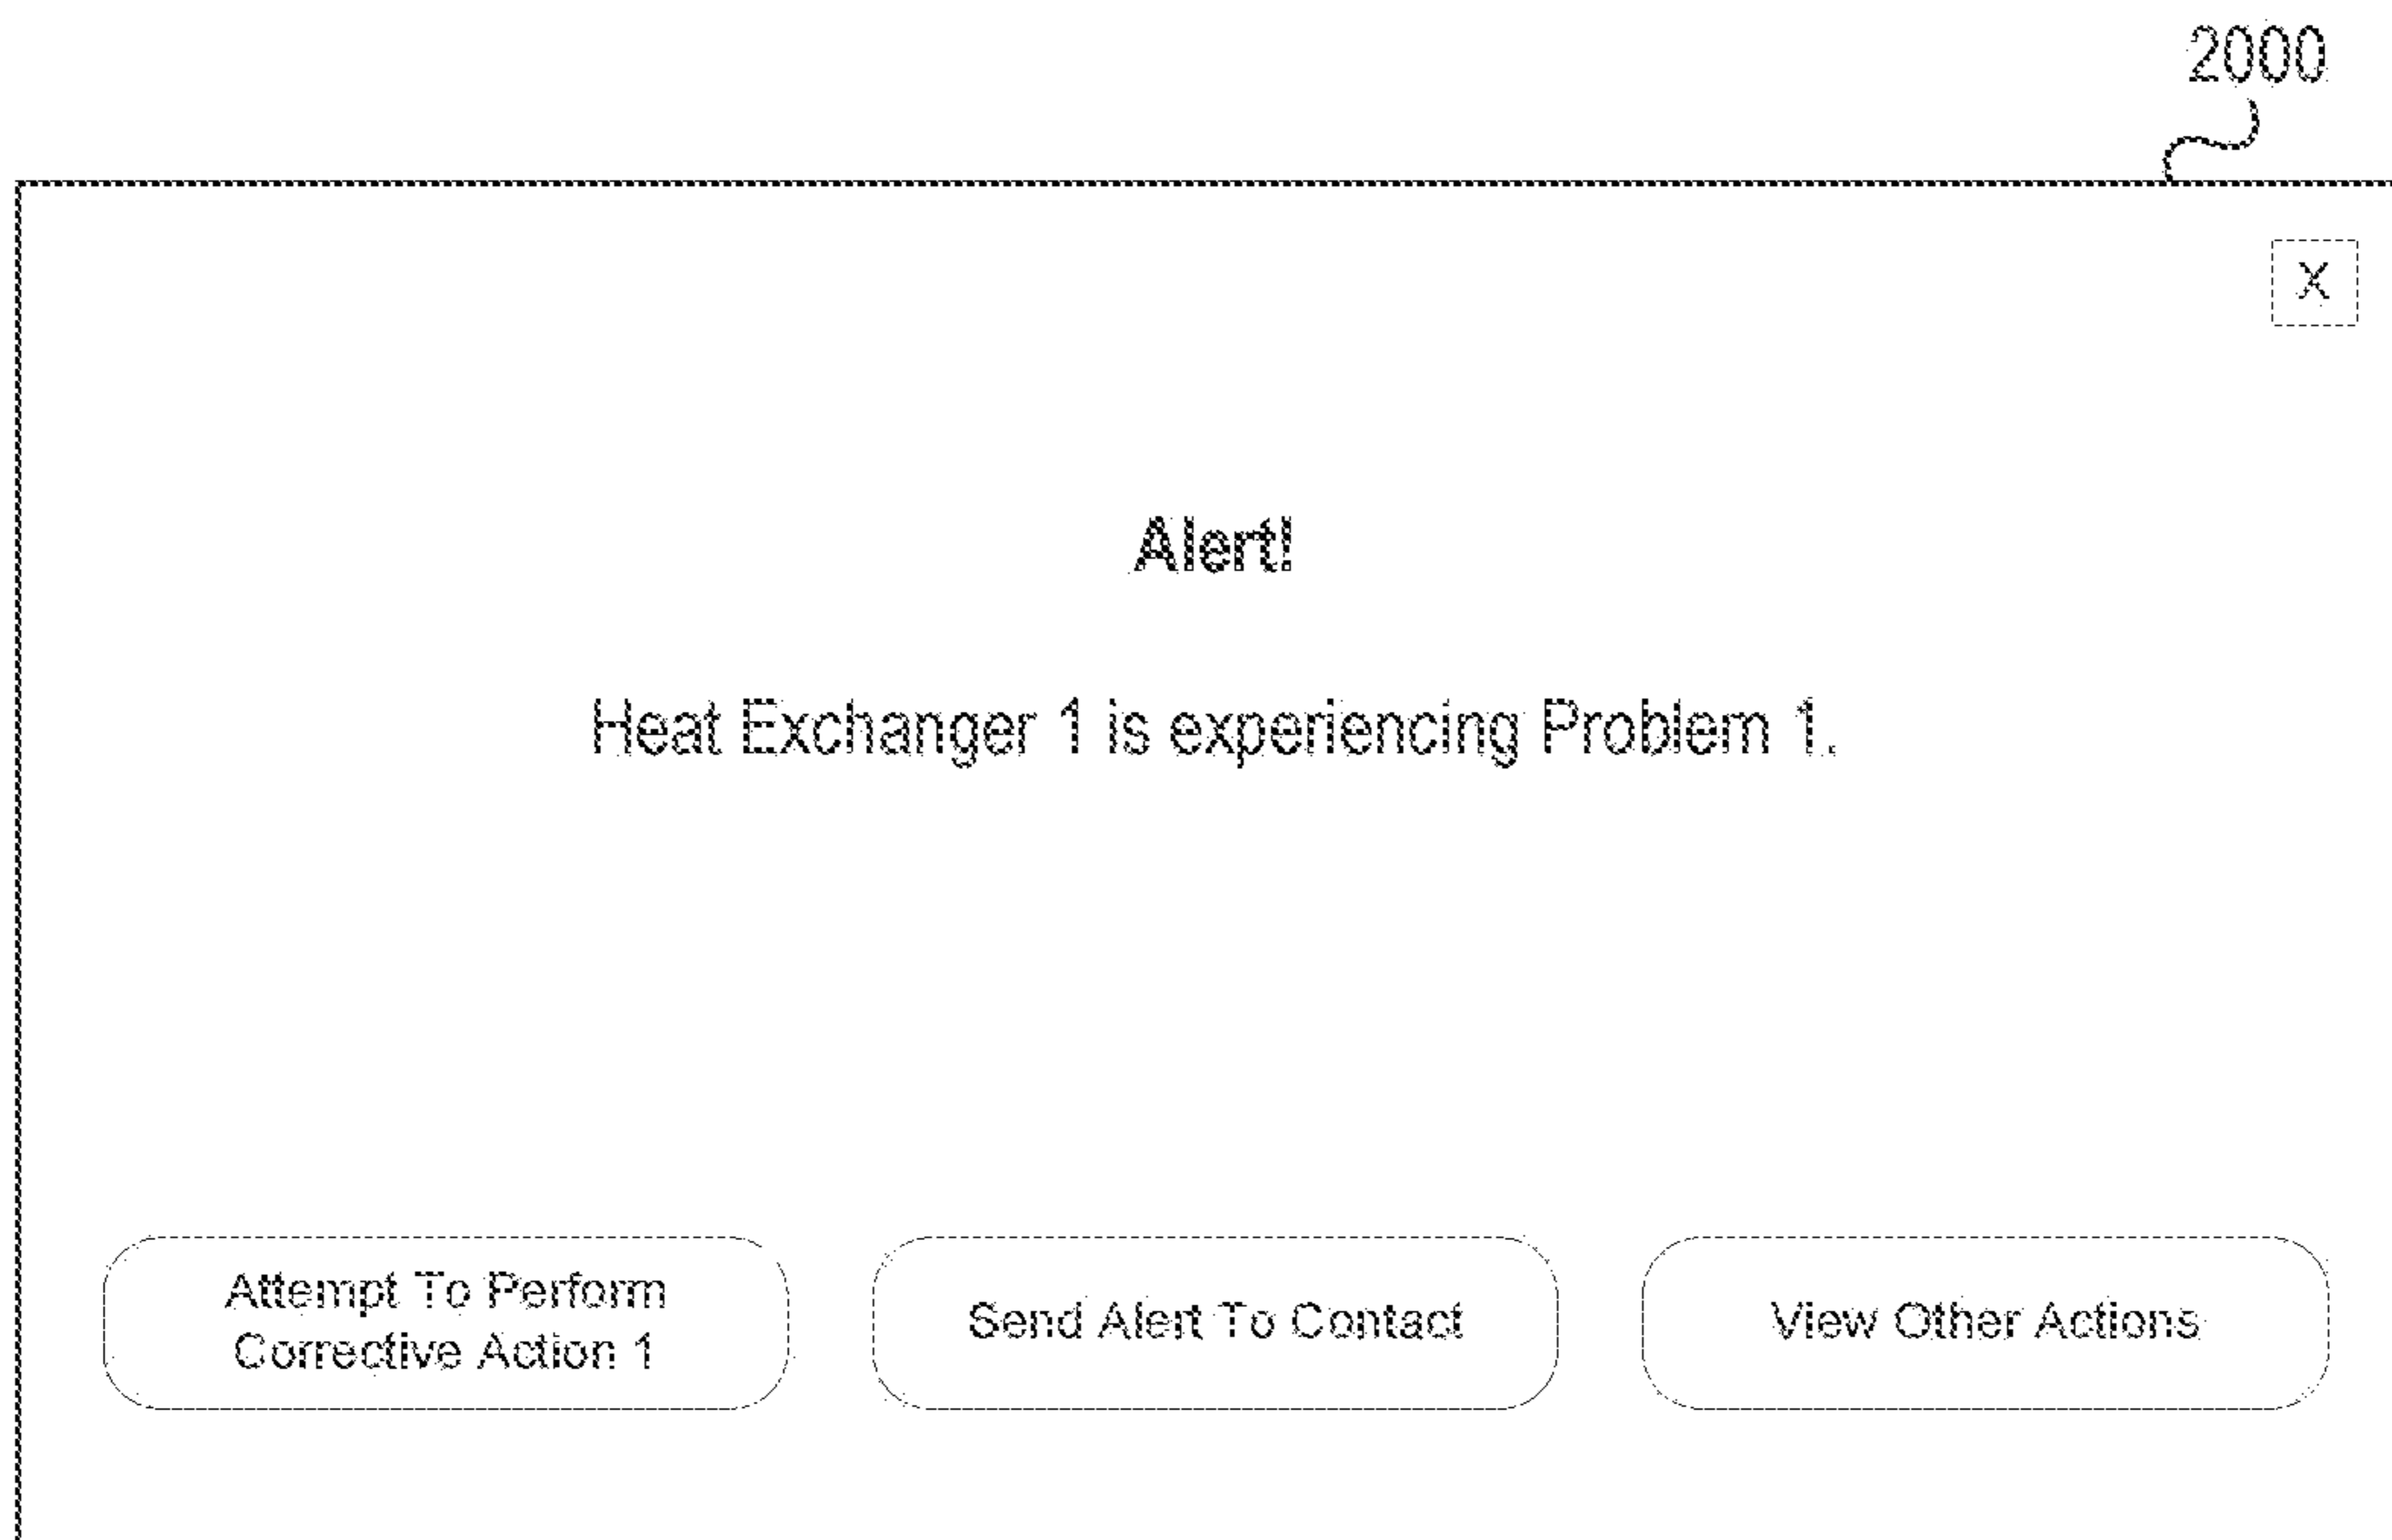 2000
X
Alert!
Heat Exchanger 1 is experiencing Problem 1.
Attempt To Perform
Corrective Action 1
Send Alert To Contact
View Other Actions